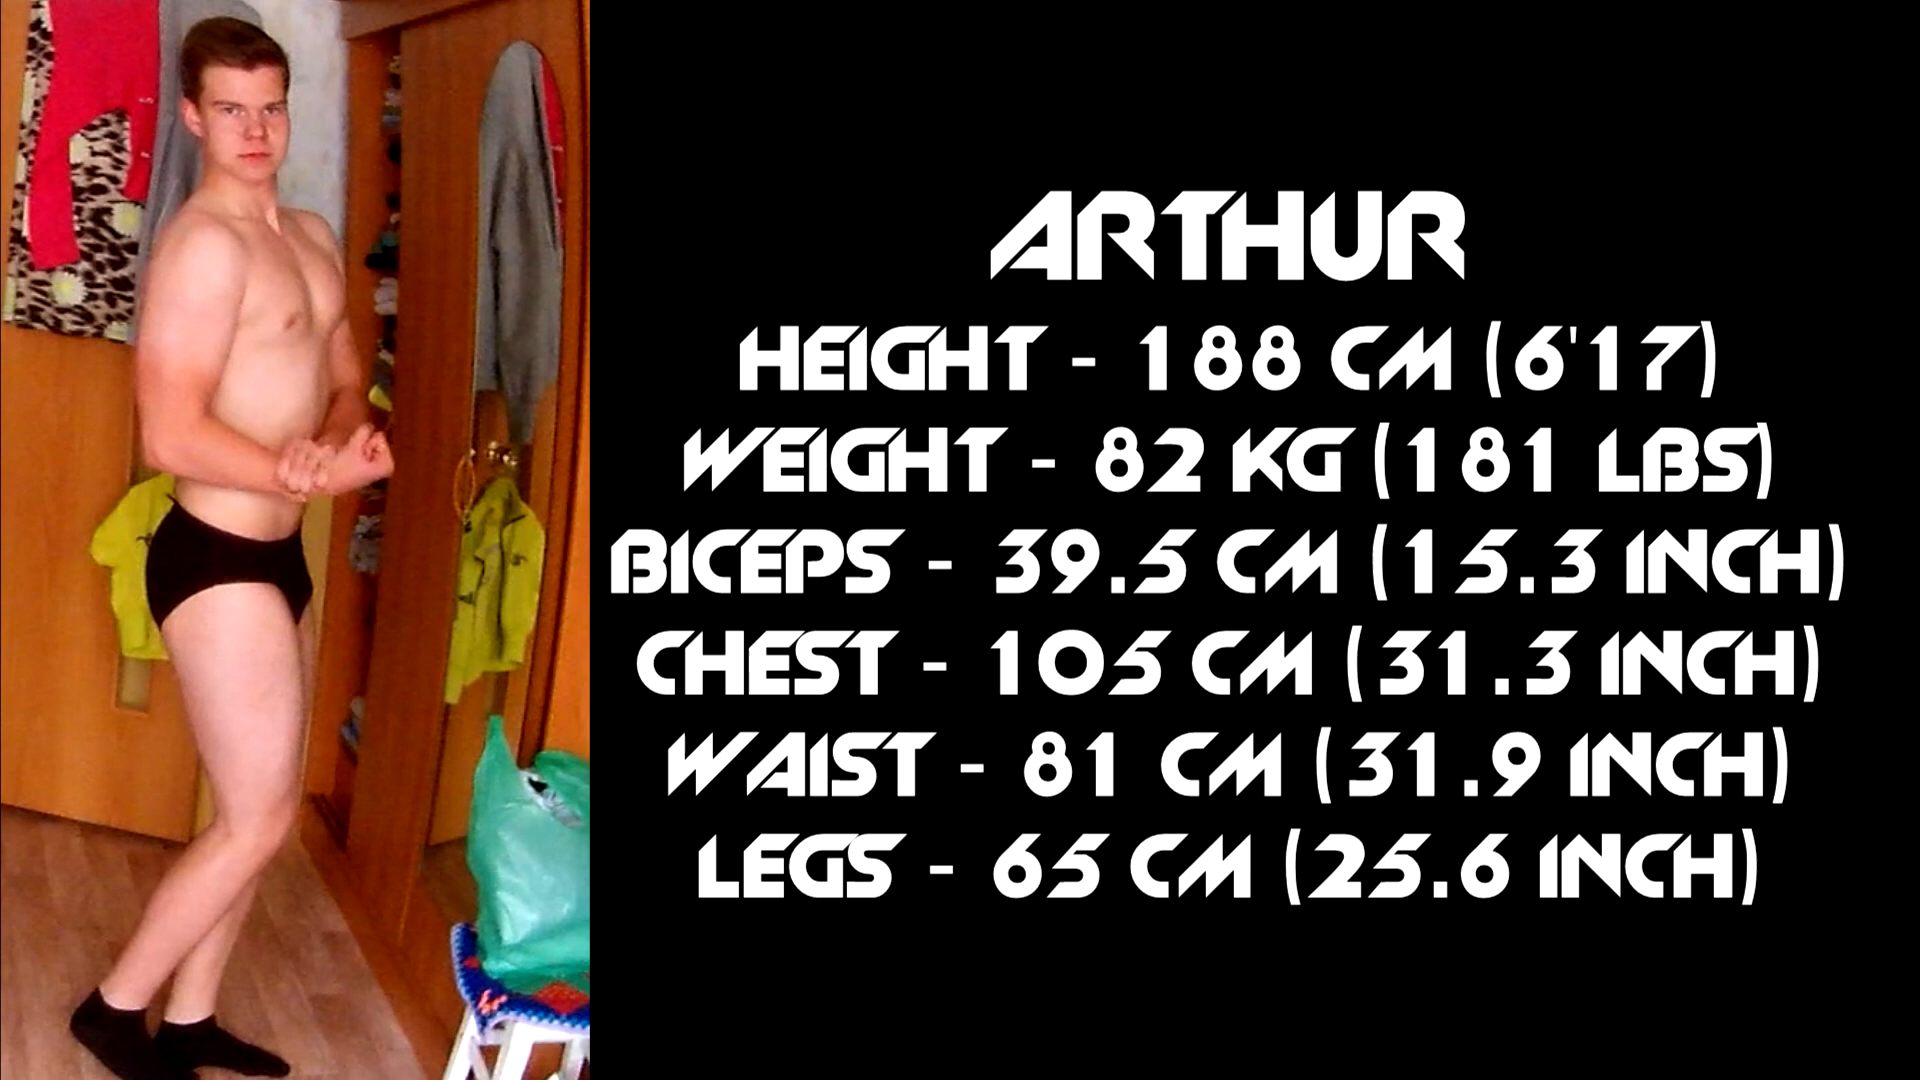 ARTHUR
HEIGHT - 188 CM (6'17)
WEIGHT - 82 KG (181 LBS)
BICEPS - 39.5 CM (15.3 INCH)
CHEST - 105 CM (31.3 INCH)
WAIST - 81 CM (31.9 INCH)
LEGS - 65 CM (25.6 INCH)